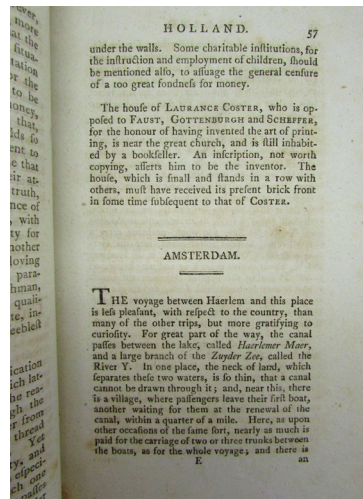 HOLLAND. 57
under the walls. Some charitable inſtitutions, for
the inſtruction and employment of children, ſhould
be mentioned alſo, to aſſuage the general cenſure
of a too great fondneſs for money.
The houſe of LAURANCE COSTER, who is op-
poſed to FAUST, GOTTENBURGH and SCHEFFER,
for the honour of having invented the art of print-
ing, is near the great church, and is ſtill inhabit-
ed by a bookſeller. An inſcription, not worth
copying, aſſerts him to be the inventor. The
houſe, which is ſmall and ſtands in a row with
others, muſt have received its preſent brick front
in ſome time ſubſequent to that of COSTER.
AMSTERDAM.
THE voyage between Haerlem and this place
is leſs pleaſant, with reſpect to the country, than
many of the other trips, but more gratifying to
curioſity. For great part of the way, the canal
paſſes between the lake, called Haerlemer Maer,
and a large branch of the Zuyder Zee, called the
River Y. In one place, the neck of land, which
ſeparates theſe two waters, is ſo thin, that a canal
cannot be drawn through it; and, near this, there
is a village, where paſſengers leave their firſt boat,
another waiting for them at the renewal of the
canal, within a quarter of a mile. Here, as upon
other occaſions of the ſame ſort, nearly as much is
paid for the carriage of two or three trunks between
the boats, as for the whole voyage; and there is
E an